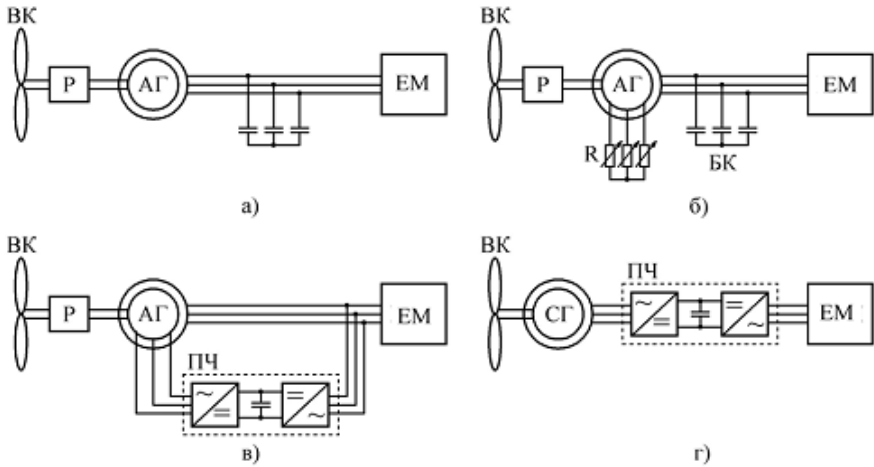 ВК
Р
АГ
ЕМ
а)
ВК
Р
АГ
ЕМ
R
БК
б)
ВК
Р
АГ
ЕМ
ПЧ
~
=
=
~
в)
ВК
СГ
ПЧ
~
=
=
~
ЕМ
г)